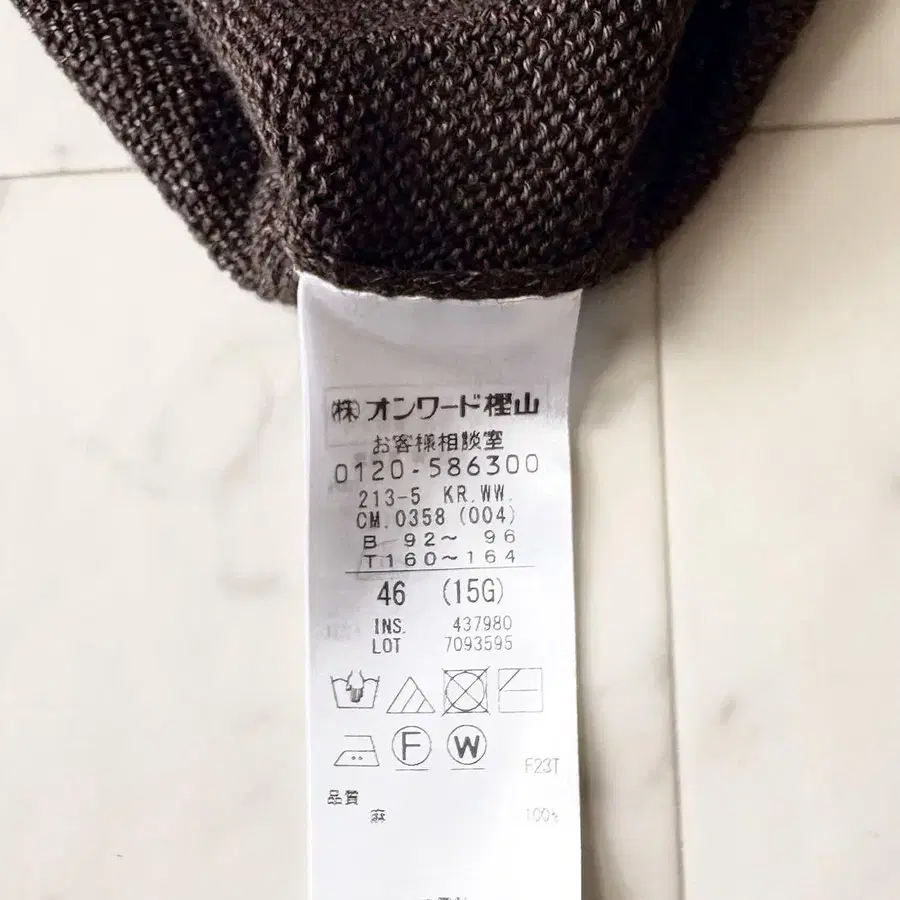 ㈱オンワード樫山
お客様相談室
0120-586300
213-5 KR.WW.
CM.0358(004)
B 92〜 96
T160〜164
46 (15G)
INS. 437980
LOT 7093595
F W
F23T
品質
麻 100%